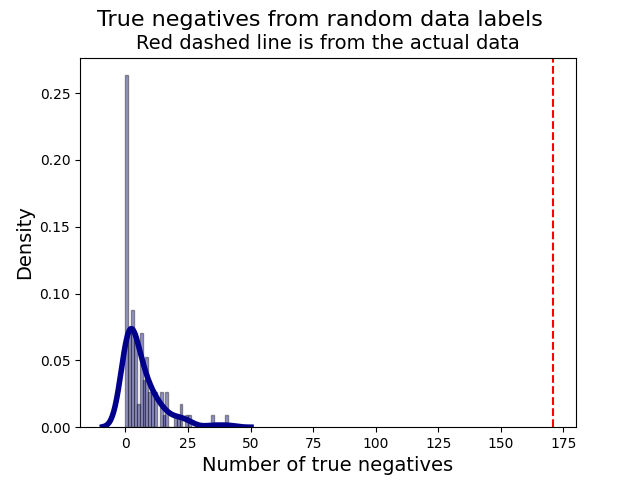 True negatives from random data labels
Red dashed line is from the actual data
Density
0.25
0.20
0.15
0.10
0.05
0.00
0 25 50 75 100 125 150 175
Number of true negatives